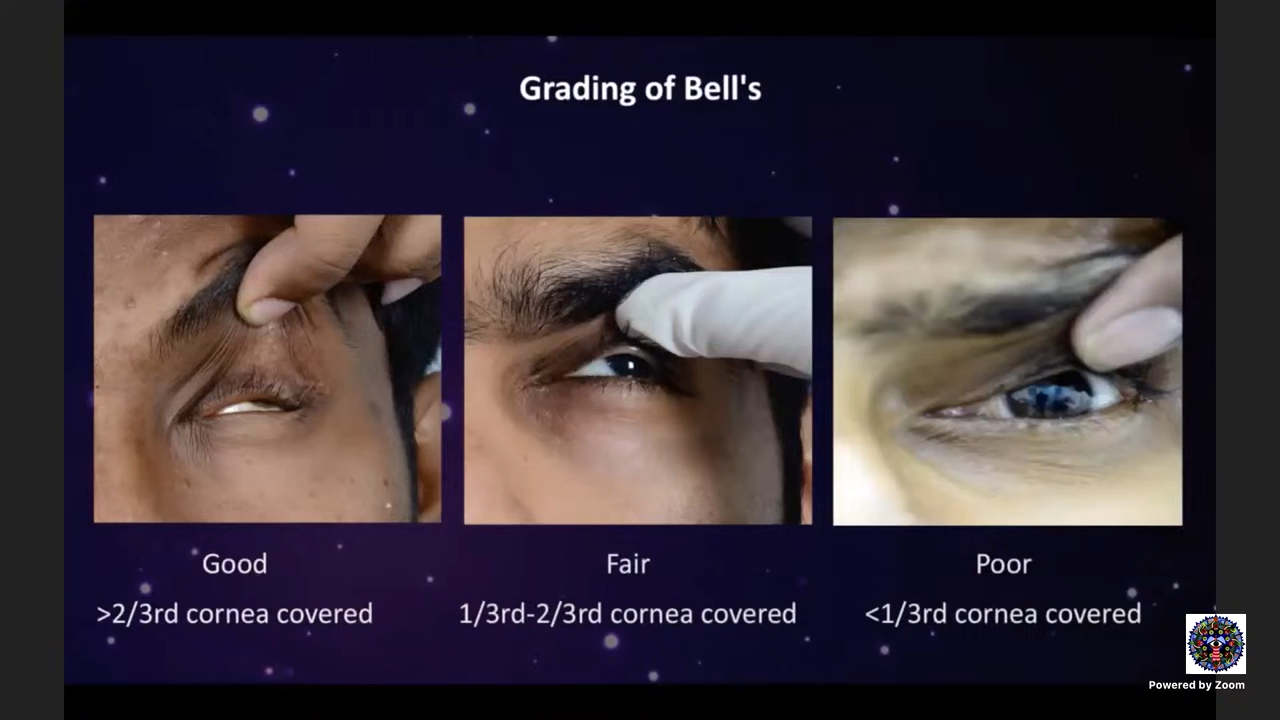 Grading of Bell's
Good
Fair
Poor
>2/3rd cornea covered
1/3rd-2/3rd cornea covered
<1/3rd cornea covered
Powered by Zoom